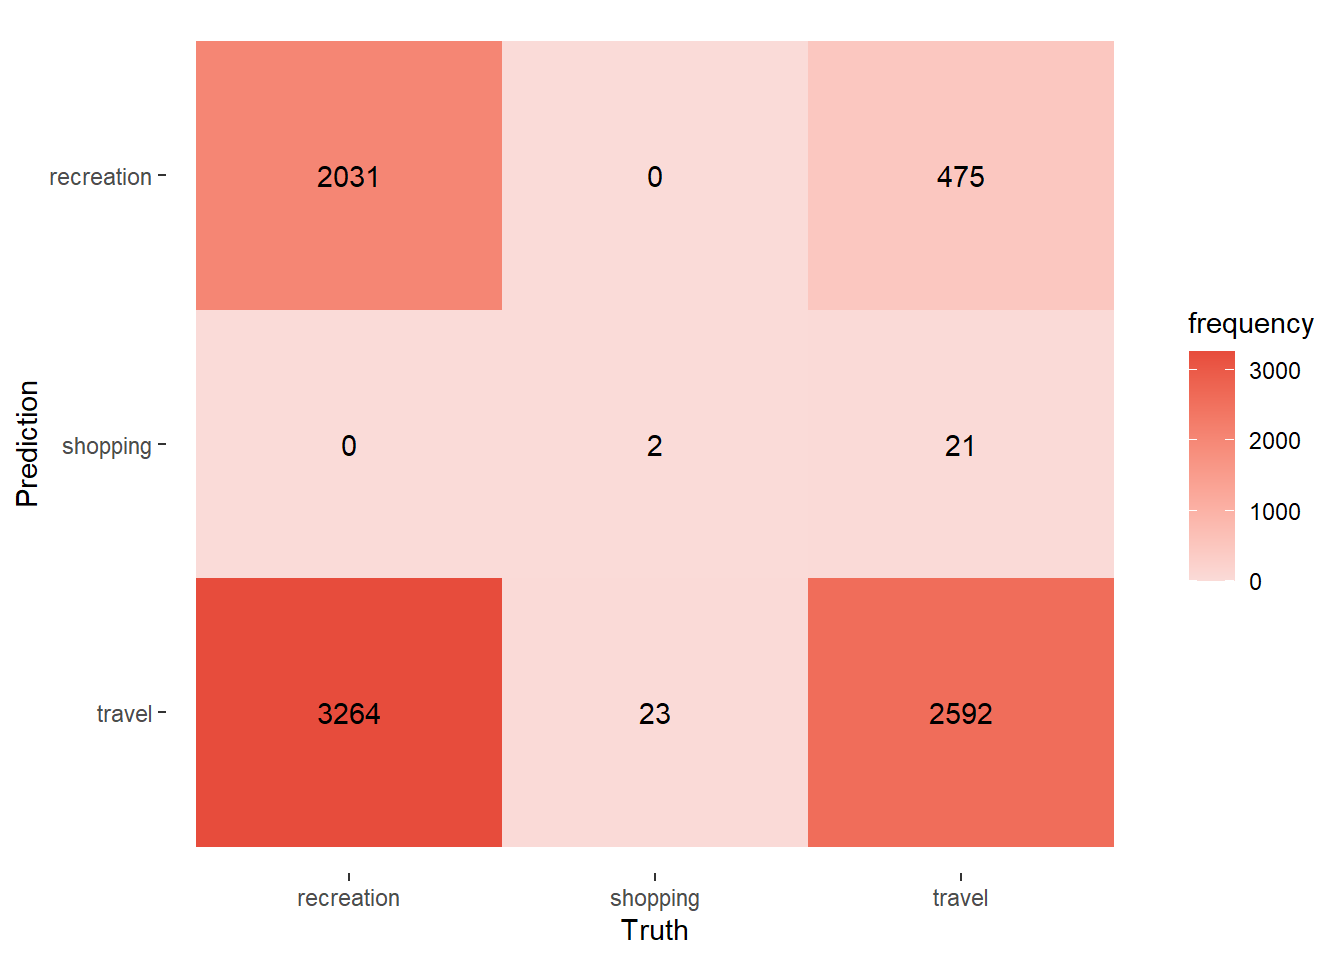 recreation
2031
0
475
frequency
3000
2000
1000
0
Prediction
shopping
0
2
21
travel
3264
23
2592
recreation
shopping
travel
Truth